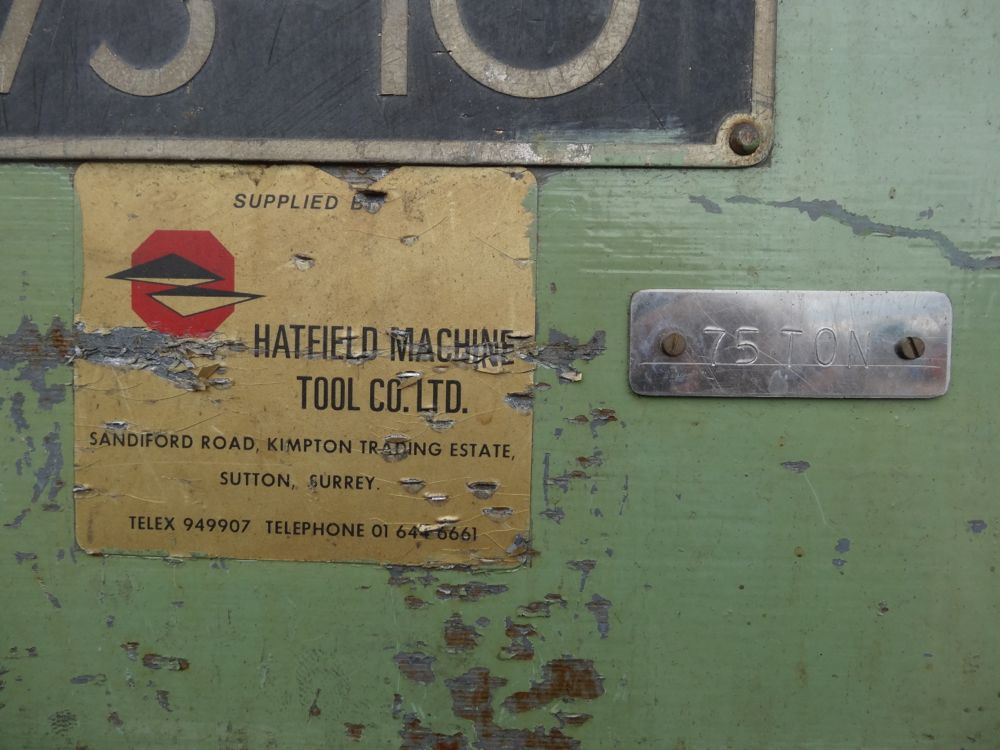 SUPPLIED BY
HATFIELD MACHINE
TOOL CO. LTD.
SANDIFORD ROAD, KIMPTON TRADING ESTATE,
SUTTON, SURREY.
TELEX 949907 TELEPHONE 01 644 6661
75 TON